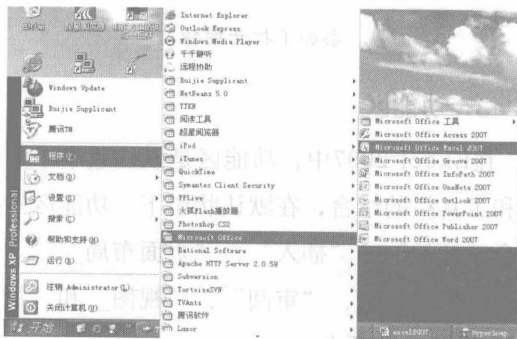 Windows Update
Ruijie Supplicant
腾讯TM
程序(P)
文档(D)
设置(S)
搜索(C)
帮助和支持(H)
运行(R)
注销 Administrator(L)
关闭计算机(U)
Windows XP Professional
开始
Internet Explorer
Outlook Express
Windows Media Player
千千静听
远程协助
Ruijie Supplicant
NetBeans 5.0
TTKN
阅读工具
超星阅览器
iPod
iTunes
QuickTime
Symantec Client Security
PPLive
火狐Flash播放器
Photoshop CS2
Microsoft Office
Rational Software
Apache HTTP Server 2.0.59
Subversion
TortoiseSVN
TVAnts
腾讯软件
Luxor
Microsoft Office 工具
Microsoft Office Access 2007
Microsoft Office Excel 2007
Microsoft Office Groove 2007
Microsoft Office InfoPath 2007
Microsoft Office OneNote 2007
Microsoft Office Outlook 2007
Microsoft Office PowerPoint 2007
Microsoft Office Publisher 2007
Microsoft Office Word 2007
excel2007
HyperSnap